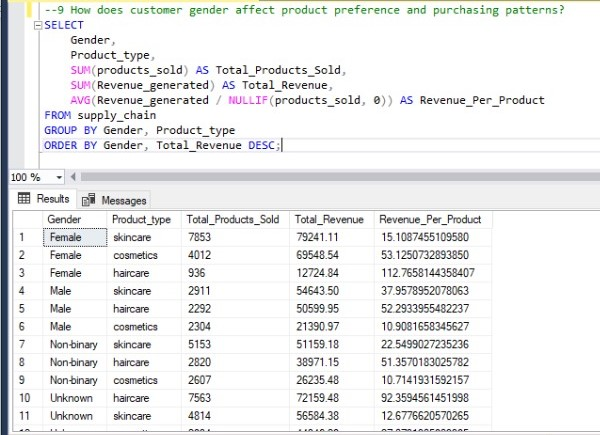 --9 How does customer gender affect product preference and purchasing patterns?
SELECT
Gender,
Product_type,
SUM(products_sold) AS Total_Products_Sold,
SUM(Revenue_generated) AS Total_Revenue,
AVG(Revenue_generated / NULLIF(products_sold, 0)) AS Revenue_Per_Product
FROM supply_chain
GROUP BY Gender, Product_type
ORDER BY Gender, Total_Revenue DESC;
100 %
Results Messages
Gender Product_type Total_Products_Sold Total_Revenue Revenue_Per_Product
1 Female skincare 7853 79241.11 15.1087455109580
2 Female cosmetics 4012 69548.54 53.1250732893850
3 Female haircare 936 12724.84 112.7658144358407
4 Male skincare 2911 54643.50 37.9578952078063
5 Male haircare 2292 50599.95 52.2933955482237
6 Male cosmetics 2304 21390.97 10.9081658345627
7 Non-binary skincare 5153 51159.18 22.5499027235236
8 Non-binary haircare 2820 38971.15 51.3570183025782
9 Non-binary cosmetics 2607 26235.48 10.7141931592157
10 Unknown haircare 7563 72159.48 92.3594561451998
11 Unknown skincare 4814 56584.38 12.6776620570265